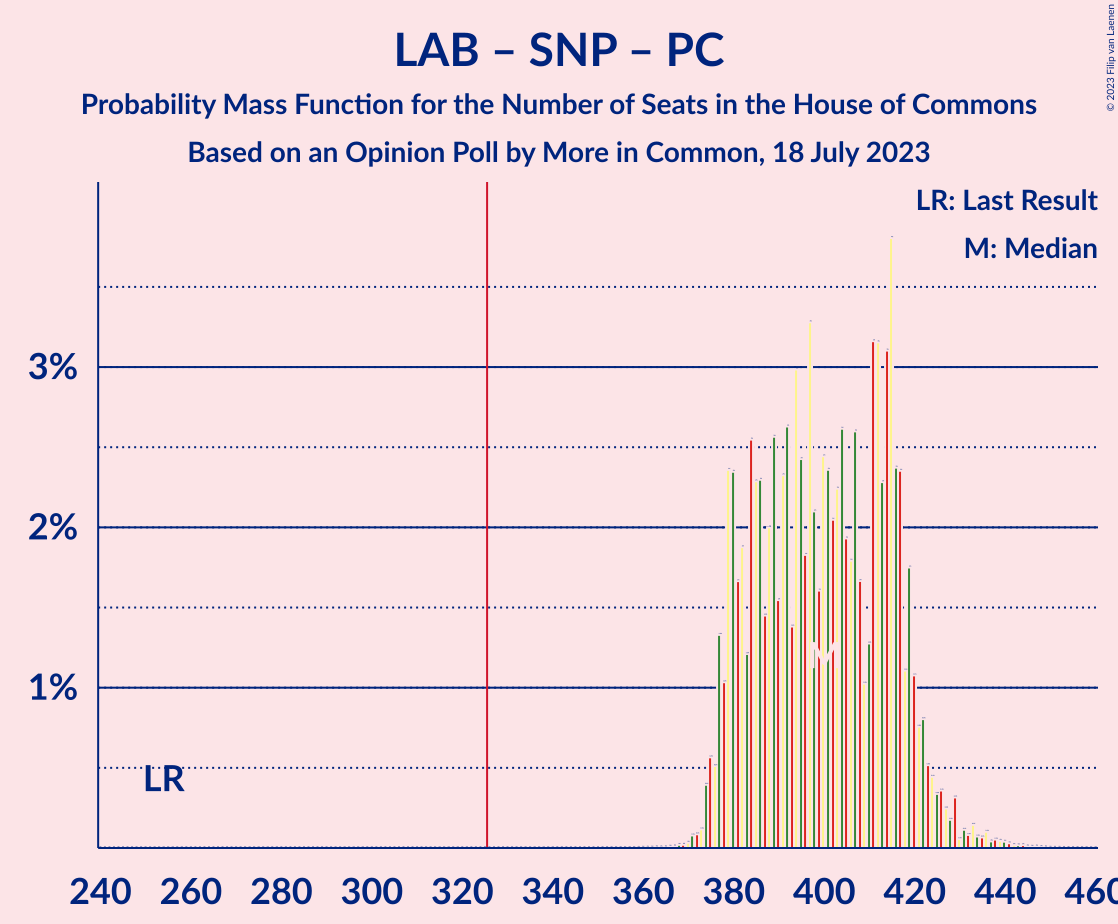 LAB – SNP – PC
Probability Mass Function for the Number of Seats in the House of Commons
Based on an Opinion Poll by More in Common, 18 July 2023
© 2023 Filip van Laenen
LR: Last Result
M: Median
3%
2%
1%
LR
M
240 260 280 300 320 340 360 380 400 420 440 460